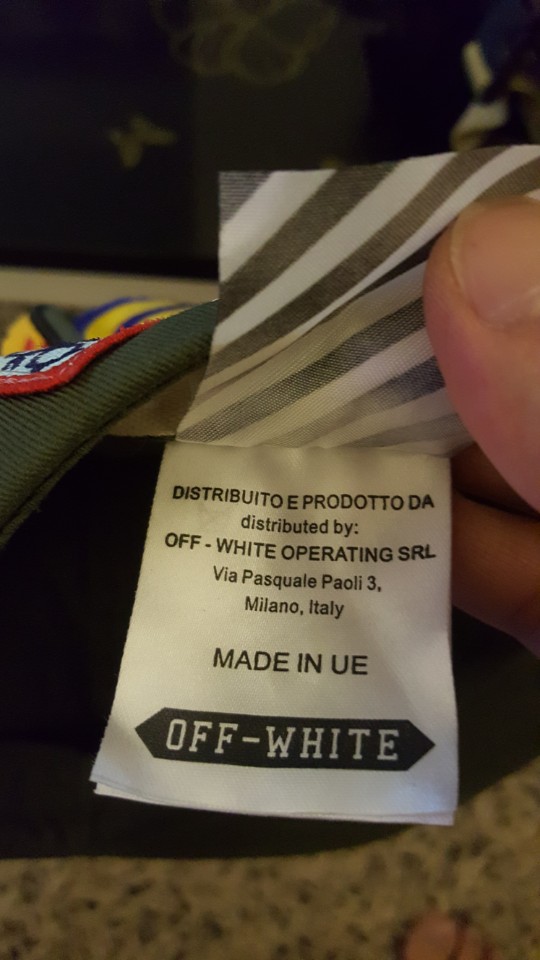 DISTRIBUITO E PRODOTTO DA
distributed by:
OFF - WHITE OPERATING SRL
Via Pasquale Paoli 3,
Milano, Italy
MADE IN UE
OFF-WHITE